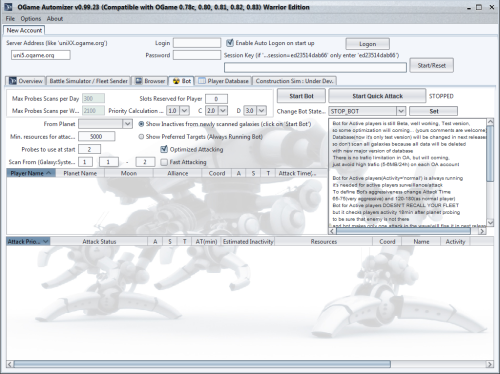 OGame Automizer v0.99.23 (Compatible with OGame 0.78c, 0.80, 0.81, 0.82, 0.83) Warrior Edition
File Options About
New Account
Server Address (like 'uniXX.ogame.org') Login Enable Auto Logon on start up Logon
uni5.ogame.org Password Session Key (if '...session=ed23514dab66' only enter 'ed23514dab66')
Start/Reset
Overview Battle Simulator / Fleet Sender Browser Bot Player Database Construction Sim : Under Dev.
Max Probes Scans per Day 300 Slots Reserved for Player 0 Start Bot Start Quick Attack STOPPED
Max Probes Scans per W... 2100 Priority Calculation ... 1.0 C 2.0 D 3.0 Change Bot State... STOP_BOT Set
From Planet Show Inactives from newly scanned galaxies (click on 'Start Bot')
Min. resources for attac... 5000 Show Preferred Targets (Always Running Bot)
Probes to use at start 2 Optimized Attacking
Scan From (Galaxy:Syste... 1 1 - 2 Fast Attacking
Bot for Active players is still Beta, well working, Test version,
so some optimization will coming... (yours comments are welcome)
Database(now it's only test version) will be changed in next release
so don't scan all galaxies because all data will be deleted
with new major version of database
There is no traffic limitation in OA, but will coming,
just avoid high trafic (5-6MB/24H) on each OA account
Bot for Active players(Activity='normal') is always running
it's needed for active players surveillance/attack
To define Bot's aggressiveness change Attack Time
85-75(very aggressive) and 120-180(as normal player)
Bot for Active players DOESN'T RECALL YOUR FLEET
but it checks players activity 18min after planet probing
to be sure that enemy is not there
Player Name Planet Name Moon Alliance Coord A S T Attack Time(...
Attack Prio... Attack Status A S T AT(min) Estimated Inactivity Resources Coord Name Activity